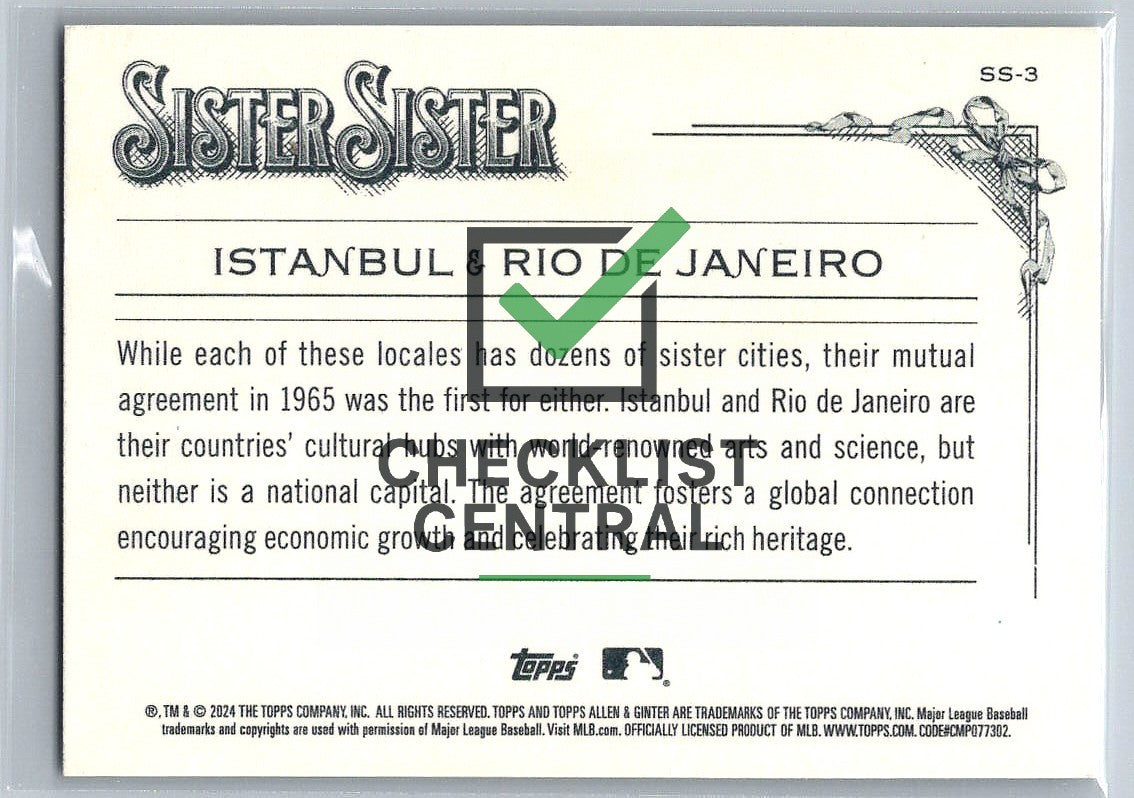 SS-3
SISTER SISTER
ISTANBUL & RIO DE JANEIRO
While each of these locales has dozens of sister cities, their mutual
agreement in 1965 was the first for either. Istanbul and Rio de Janeiro are
their countries' cultural hubs with world-renowned arts and science, but
neither is a national capital. The agreement fosters a global connection
encouraging economic growth and celebrating their rich heritage.
CHECKLIST
CENTRAL
Topps®
®, TM & © 2024 THE TOPPS COMPANY, INC. ALL RIGHTS RESERVED. TOPPS AND TOPPS ALLEN & GINTER ARE TRADEMARKS OF THE TOPPS COMPANY, INC. Major League Baseball
trademarks and copyrights are used with permission of Major League Baseball. Visit MLB.com. OFFICIALLY LICENSED PRODUCT OF MLB. WWW.TOPPS.COM. CODE#CMP077302.